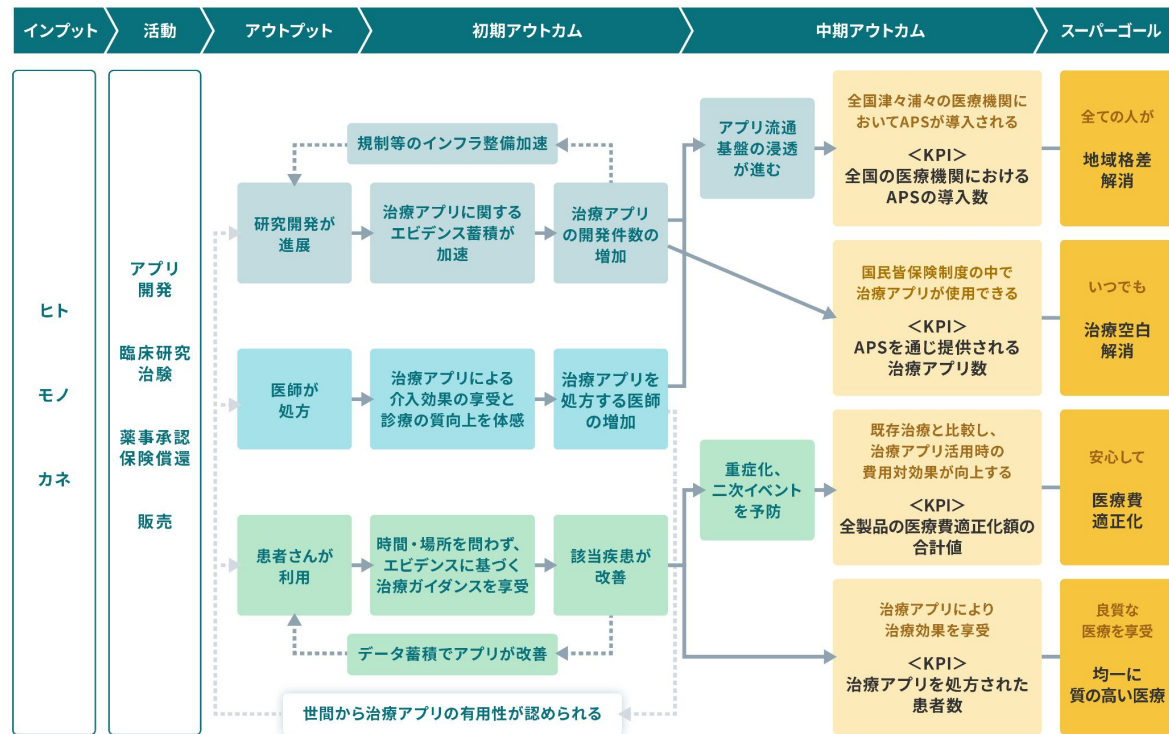 インプット
活動
アウトプット
初期アウトカム
中期アウトカム
スーパーゴール
ヒト
モノ
カネ
アプリ
開発
臨床研究
治験
薬事承認
保険償還
販売
規制等のインフラ整備加速
研究開発が
進展
治療アプリに関する
エビデンス蓄積が
加速
治療アプリ
の開発件数の
増加
医師が
処方
治療アプリによる
介入効果の享受と
診療の質向上を体感
治療アプリを
処方する医師
の増加
患者さんが
利用
時間・場所を問わず、
エビデンスに基づく
治療ガイダンスを享受
該当疾患が
改善
データ蓄積でアプリが改善
世間から治療アプリの有用性が認められる
アプリ流通
基盤の浸透
が進む
重症化、
二次イベント
を予防
全国津々浦々の医療機関に
おいてAPSが導入される
＜KPI＞
全国の医療機関における
APSの導入数
国民皆保険制度の中で
治療アプリが使用できる
＜KPI＞
APSを通じ提供される
治療アプリ数
既存治療と比較し、
治療アプリ活用時の
費用対効果が向上する
＜KPI＞
全製品の医療費適正化額の
合計値
治療アプリにより
治療効果を享受
＜KPI＞
治療アプリを処方された
患者数
全ての人が
地域格差
解消
いつでも
治療空白
解消
安心して
医療費
適正化
良質な
医療を享受
均一に
質の高い医療